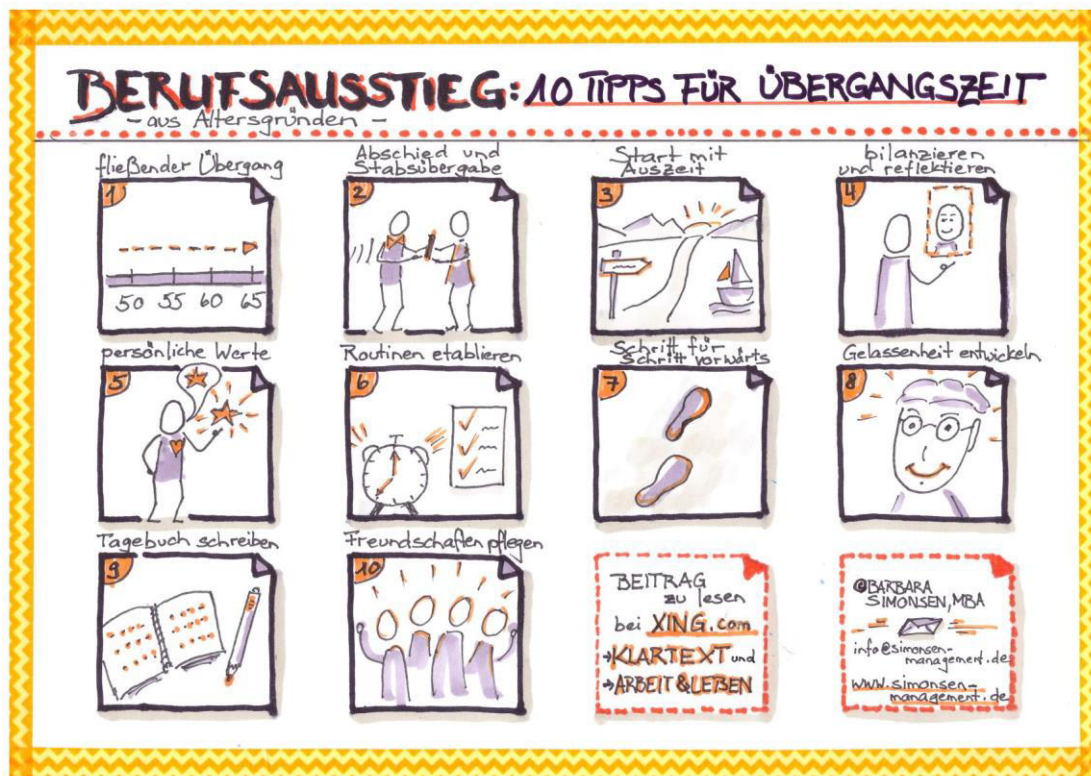 BERUFSAUSSTIEG: 10 TIPPS FÜR ÜBERGANGSZEIT
- aus Altersgründen -
fließender Übergang
1
50 55 60 65
Abschied und
Stabsübergabe
2
Start mit
Auszeit
3
bilanzieren
und reflektieren
4
persönliche Werte
5
Routinen etablieren
6
Schritt für
Schritt vorwärts
7
Gelassenheit entwickeln
8
Tagebuch schreiben
9
Freundschaften pflegen
10
BEITRAG
zu lesen
bei XING.com
→KLARTEXT und
→ARBEIT&LEBEN
©BARBARA
SIMONSEN, MBA
info@simonsen-
management.de
www.simonsen-
management.de